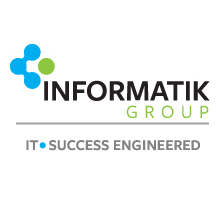 INFORMATIK
GROUP
IT•SUCCESS ENGINEERED